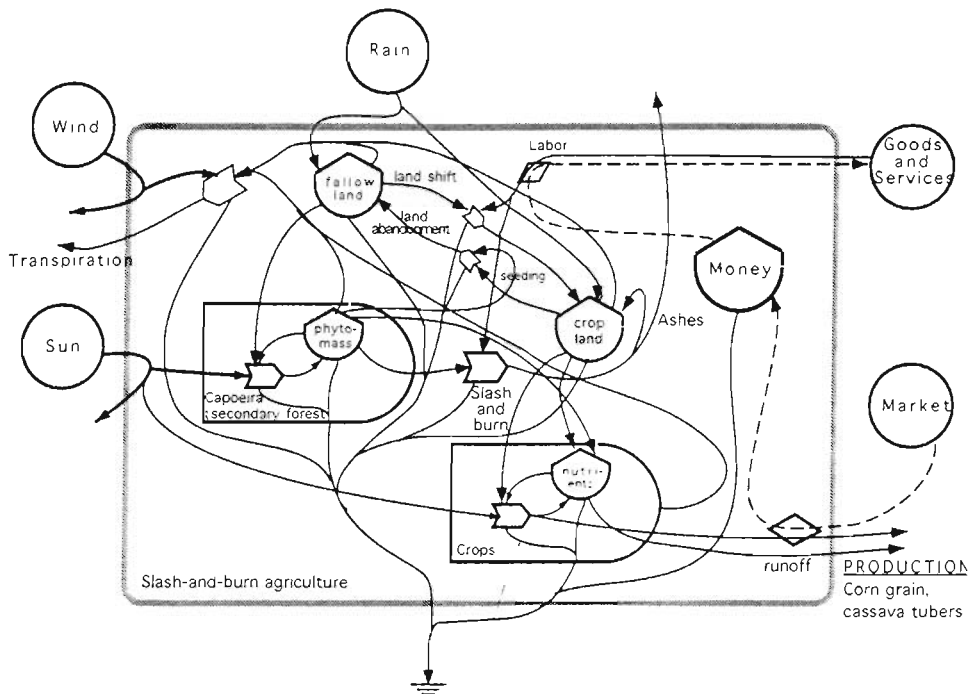 Rain
Wind
Labor
Goods
and
Services
fallow
land
land shift
land
abandonment
Transpiration
seeding
Money
Sun
phyto-
mass
crop
land
Ashes
Slash
and
burn
Capoeira
secondary forest
Market
nutri-
ents
Crops
runoff
PRODUCTION
Corn grain,
cassava tubers
Slash-and-burn agriculture